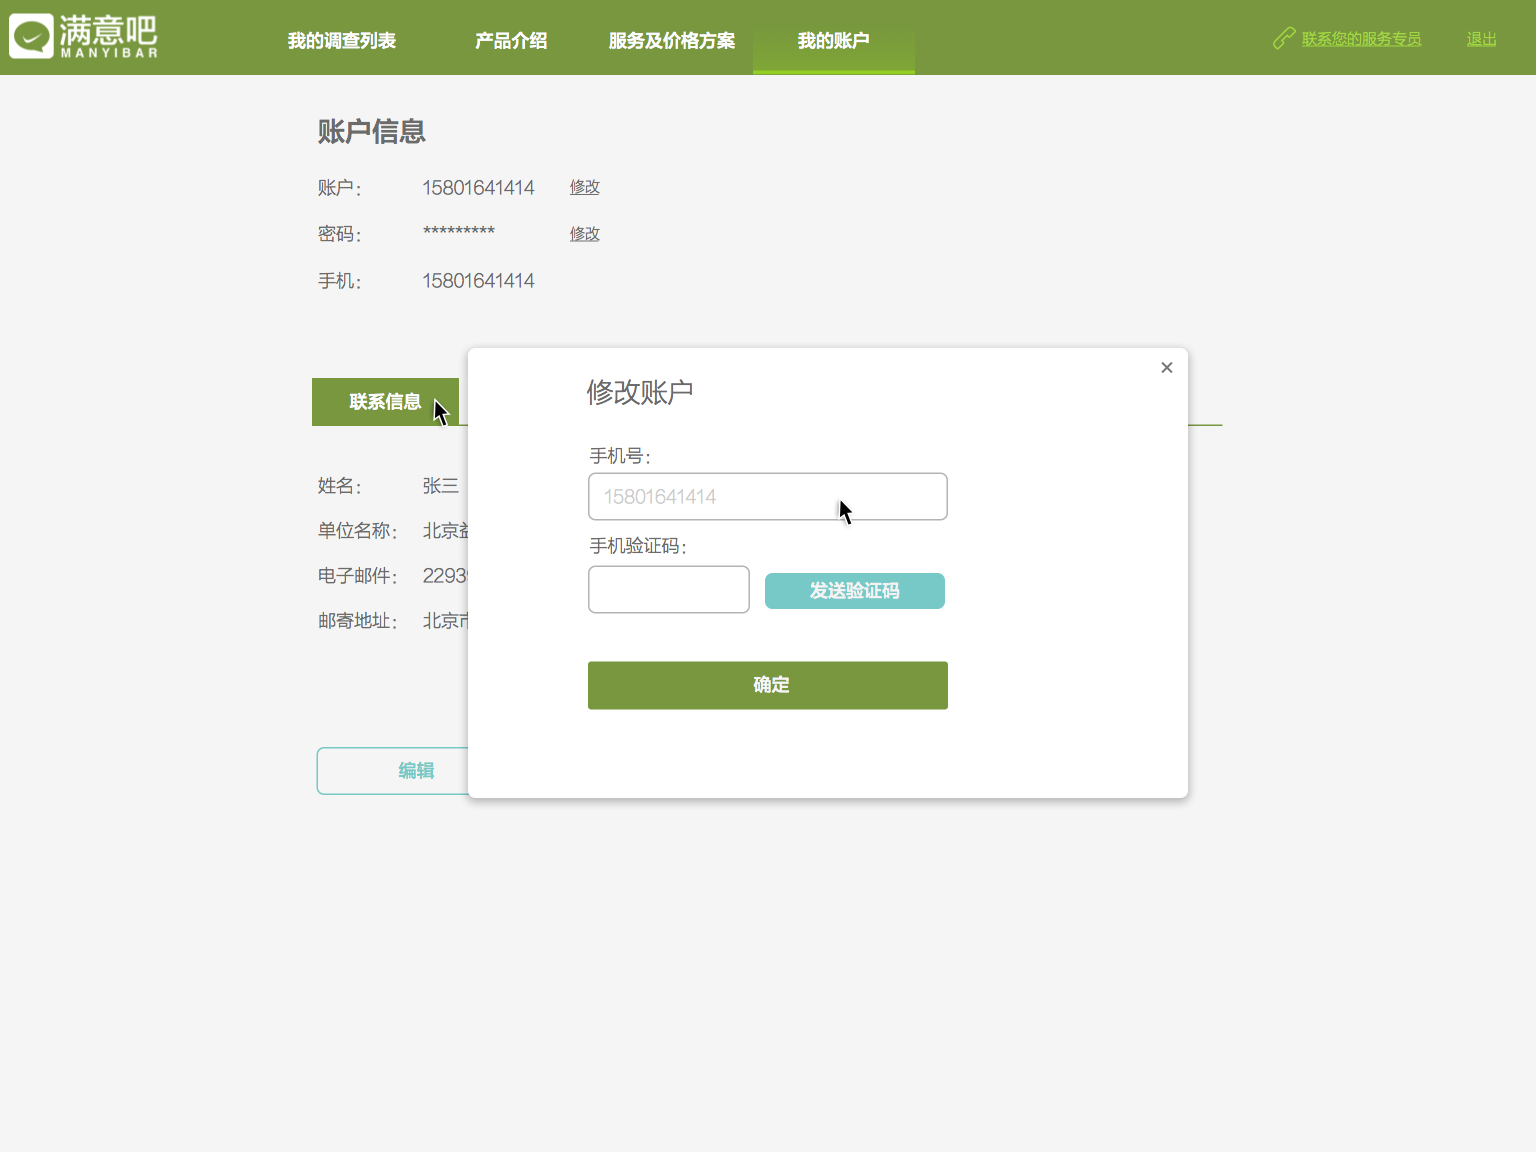 满意吧
MANYIBAR
我的调查列表 产品介绍 服务及价格方案 我的账户 联系您的服务专员 退出
账户信息
账户： 15801641414 修改
密码： ********* 修改
手机： 15801641414
联系信息
姓名： 张三
单位名称： 北京益
电子邮件： 2293
邮寄地址： 北京市
编辑
×
修改账户
手机号：
15801641414
手机验证码：
发送验证码
确定